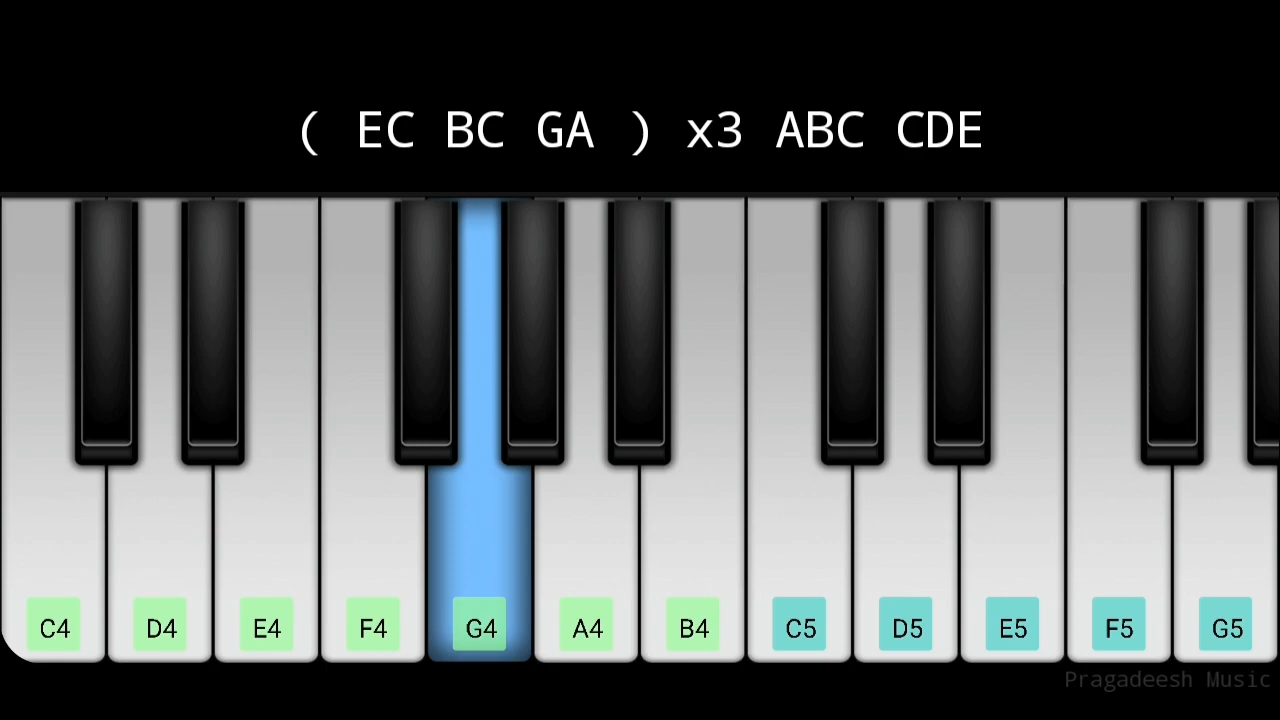 ( EC BC GA ) x3 ABC CDE
C4 D4 E4 F4 G4 A4 B4 C5 D5 E5 F5 G5
Pragadeesh Music